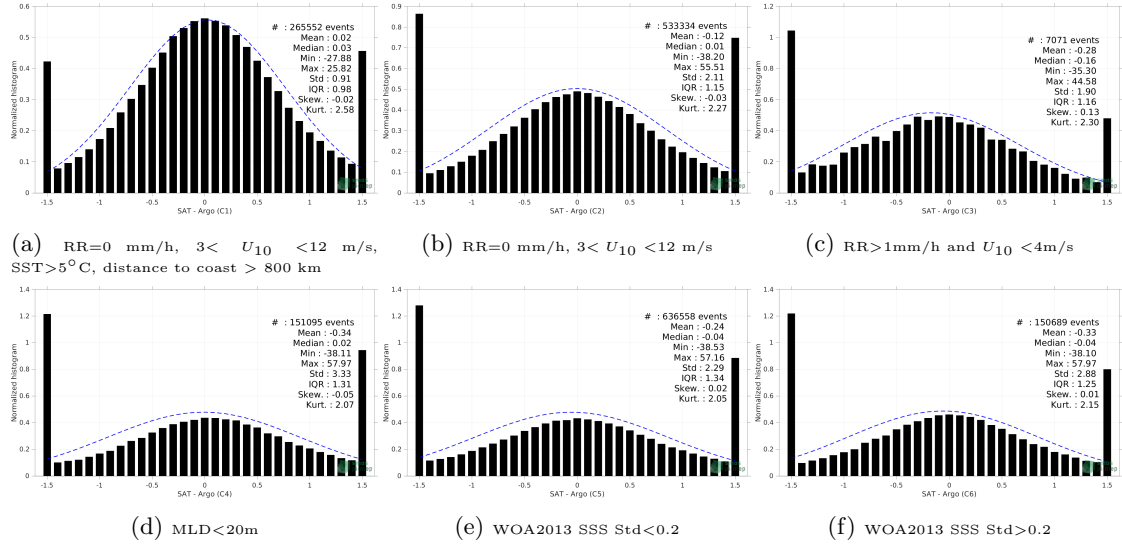 0.6
0.5
0.4
0.3
0.2
0.1
0
Normalized histogram
# : 265552 events
Mean : 0.02
Median : 0.03
Min : -27.88
Max : 25.82
Std : 0.91
IQR : 0.98
Skew. : -0.02
Kurt. : 2.58
-1.5 -1 -0.5 0 0.5 1 1.5
SAT - Argo (C1)
(a) RR=0 mm/h, 3< U10 <12 m/s,
SST>5°C, distance to coast > 800 km
0.9
0.8
0.7
0.6
0.5
0.4
0.3
0.2
0.1
0
Normalized histogram
# : 533334 events
Mean : -0.12
Median : 0.01
Min : -38.20
Max : 55.51
Std : 2.11
IQR : 1.15
Skew. : -0.03
Kurt. : 2.27
-1.5 -1 -0.5 0 0.5 1 1.5
SAT - Argo (C2)
(b) RR=0 mm/h, 3< U10 <12 m/s
1.2
1
0.8
0.6
0.4
0.2
0
Normalized histogram
# : 7071 events
Mean : -0.28
Median : -0.16
Min : -35.30
Max : 44.58
Std : 1.90
IQR : 1.16
Skew. : 0.13
Kurt. : 2.30
-1.5 -1 -0.5 0 0.5 1 1.5
SAT - Argo (C3)
(c) RR>1mm/h and U10 <4m/s
1.4
1.2
1
0.8
0.6
0.4
0.2
0
Normalized histogram
# : 151095 events
Mean : -0.34
Median : 0.02
Min : -38.11
Max : 57.97
Std : 3.33
IQR : 1.31
Skew. : -0.05
Kurt. : 2.07
-1.5 -1 -0.5 0 0.5 1 1.5
SAT - Argo (C4)
(d) MLD<20m
1.4
1.2
1
0.8
0.6
0.4
0.2
0
Normalized histogram
# : 636558 events
Mean : -0.24
Median : -0.04
Min : -38.53
Max : 57.16
Std : 2.29
IQR : 1.34
Skew. : 0.02
Kurt. : 2.05
-1.5 -1 -0.5 0 0.5 1 1.5
SAT - Argo (C5)
(e) WOA2013 SSS Std<0.2
1.4
1.2
1
0.8
0.6
0.4
0.2
0
Normalized histogram
# : 150689 events
Mean : -0.33
Median : -0.04
Min : -38.10
Max : 57.97
Std : 2.88
IQR : 1.25
Skew. : 0.01
Kurt. : 2.15
-1.5 -1 -0.5 0 0.5 1 1.5
SAT - Argo (C6)
(f) WOA2013 SSS Std>0.2